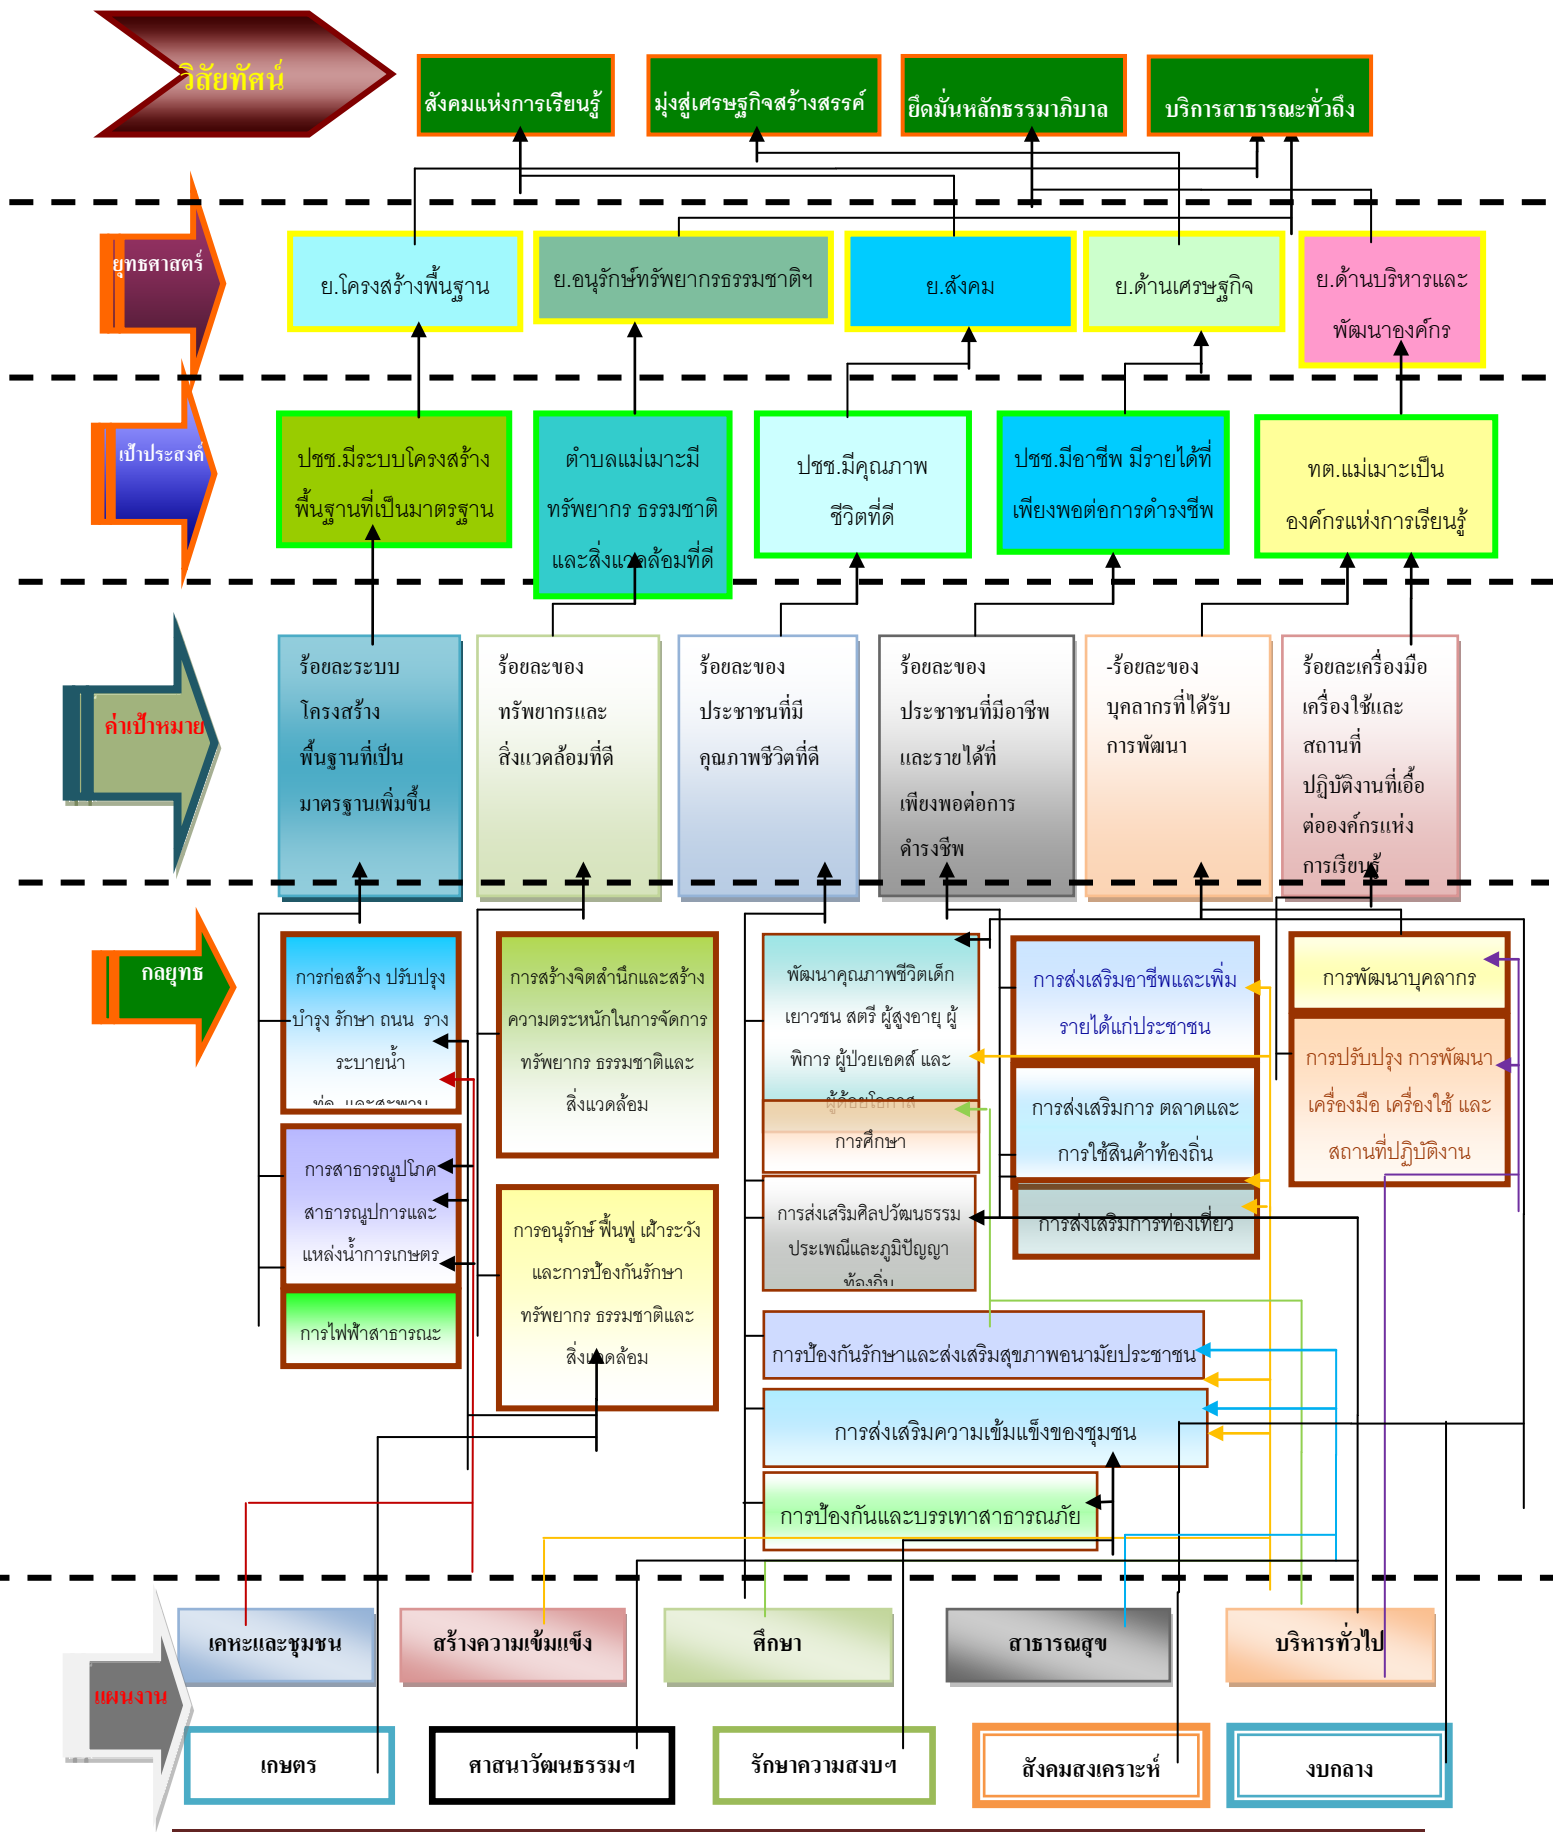 วิสัยทัศน์
สังคมแห่งการเรียนรู้
มุ่งสู่เศรษฐกิจสร้างสรรค์
ยึดมั่นหลักธรรมาภิบาล
บริการสาธารณะทั่วถึง
ยุทธศาสตร์
ย.โครงสร้างพื้นฐาน
ย.อนุรักษ์ทรัพยากรธรรมชาติฯ
ย.สังคม
ย.ด้านเศรษฐกิจ
ย.ด้านบริหารและ
พัฒนาองค์กร
เป้าประสงค์
ปชช.มีระบบโครงสร้าง
พื้นฐานที่เป็นมาตรฐาน
ตำบลแม่เมาะมี
ทรัพยากร ธรรมชาติ
และสิ่งแวดล้อมที่ดี
ปชช.มีคุณภาพ
ชีวิตที่ดี
ปชช.มีอาชีพ มีรายได้ที่
เพียงพอต่อการดำรงชีพ
ทต.แม่เมาะเป็น
องค์กรแห่งการเรียนรู้
ค่าเป้าหมาย
ร้อยละระบบ
โครงสร้าง
พื้นฐานที่เป็น
มาตรฐานเพิ่มขึ้น
ร้อยละของ
ทรัพยากรและ
สิ่งแวดล้อมที่ดี
ร้อยละของ
ประชาชนที่มี
คุณภาพชีวิตที่ดี
ร้อยละของ
ประชาชนที่มีอาชีพ
และรายได้ที่
เพียงพอต่อการ
ดำรงชีพ
-ร้อยละของ
บุคลากรที่ได้รับ
การพัฒนา
ร้อยละเครื่องมือ
เครื่องใช้และ
สถานที่
ปฏิบัติงานที่เอื้อ
ต่อองค์กรแห่ง
การเรียนรู้
กลยุทธ
การก่อสร้าง ปรับปรุง
บำรุง รักษา ถนน ราง
ระบายน้ำ
ท่อ และสะพาน
การสาธารณูปโภค
สาธารณูปการและ
แหล่งน้ำการเกษตร
การไฟฟ้าสาธารณะ
การสร้างจิตสำนึกและสร้าง
ความตระหนักในการจัดการ
ทรัพยากร ธรรมชาติและ
สิ่งแวดล้อม
การอนุรักษ์ ฟื้นฟู เฝ้าระวัง
และการป้องกันรักษา
ทรัพยากร ธรรมชาติและ
สิ่งแวดล้อม
พัฒนาคุณภาพชีวิตเด็ก
เยาวชน สตรี ผู้สูงอายุ ผู้
พิการ ผู้ป่วยเอดส์ และ
ผู้ด้อยโอกาส
การศึกษา
การส่งเสริมศิลปวัฒนธรรม
ประเพณีและภูมิปัญญา
ท้องถิ่น
การป้องกันรักษาและส่งเสริมสุขภาพอนามัยประชาชน
การส่งเสริมความเข้มแข็งของชุมชน
การป้องกันและบรรเทาสาธารณภัย
การส่งเสริมอาชีพและเพิ่ม
รายได้แก่ประชาชน
การส่งเสริมการ ตลาดและ
การใช้สินค้าท้องถิ่น
การส่งเสริมการท่องเที่ยว
การพัฒนาบุคลากร
การปรับปรุง การพัฒนา
เครื่องมือ เครื่องใช้ และ
สถานที่ปฏิบัติงาน
แผนงาน
เคหะและชุมชน
สร้างความเข้มแข็ง
ศึกษา
สาธารณสุข
บริหารทั่วไป
เกษตร
ศาสนาวัฒนธรรมฯ
รักษาความสงบฯ
สังคมสงเคราะห์
งบกลาง